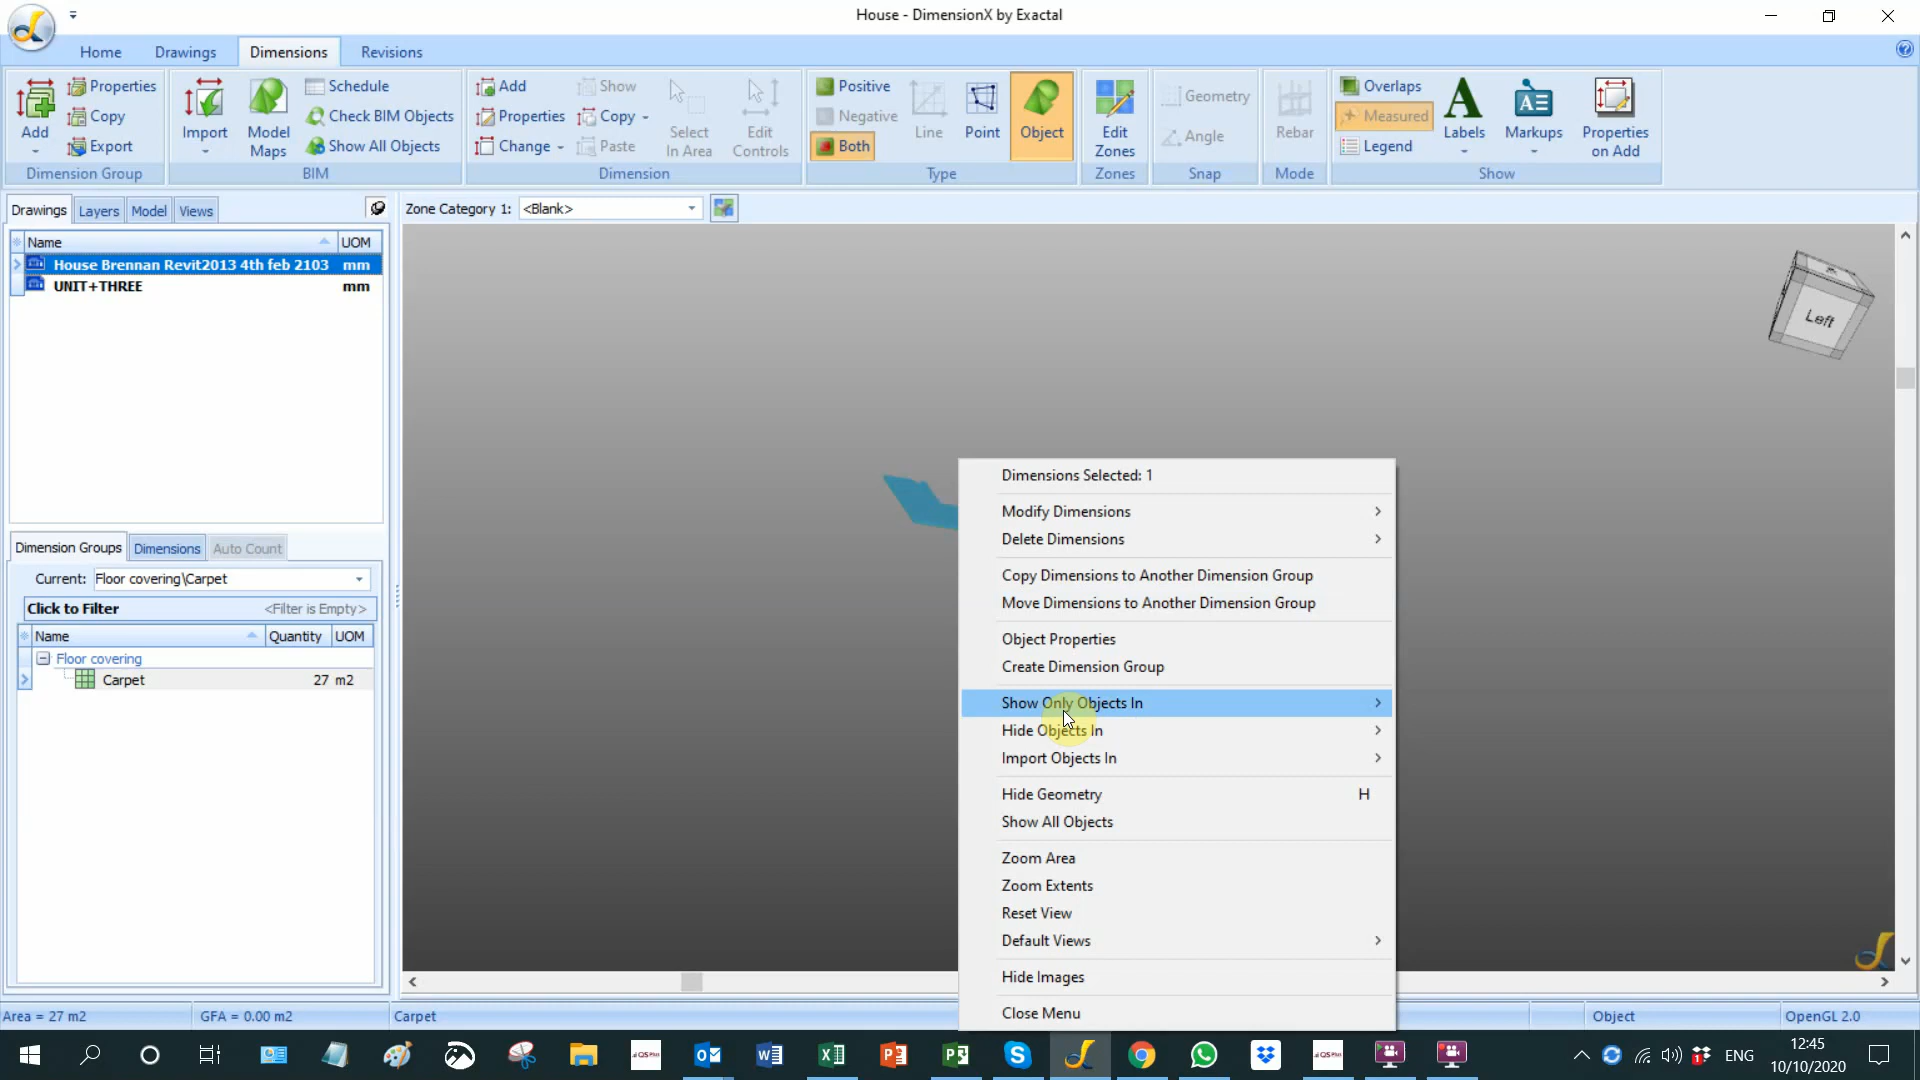 House - DimensionX by Exactal
Home
Drawings
Dimensions
Revisions
Add
Properties
Copy
Export
Dimension Group
Import
Model Maps
Schedule
Check BIM Objects
Show All Objects
BIM
Add
Properties
Change
Show
Copy
Paste
Select In Area
Edit Controls
Dimension
Positive
Negative
Both
Line
Point
Object
Type
Edit Zones
Zones
Geometry
Angle
Snap
Rebar
Mode
Overlaps
Measured
Legend
Labels
Markups
Properties on Add
Show
Drawings
Layers
Model
Views
Zone Category 1: <Blank>
Name UOM
House Brennan Revit2013 4th feb 2103 mm
UNIT+THREE mm
Left
Dimension Groups
Dimensions
Auto Count
Current: Floor covering\Carpet
Click to Filter <Filter is Empty>
Name Quantity UOM
Floor covering
Carpet 27 m2
Dimensions Selected: 1
Modify Dimensions
Delete Dimensions
Copy Dimensions to Another Dimension Group
Move Dimensions to Another Dimension Group
Object Properties
Create Dimension Group
Show Only Objects In
Hide Objects In
Import Objects In
Hide Geometry H
Show All Objects
Zoom Area
Zoom Extents
Reset View
Default Views
Hide Images
Close Menu
Area = 27 m2
GFA = 0.00 m2
Carpet
Object
OpenGL 2.0
ENG
12:45
10/10/2020